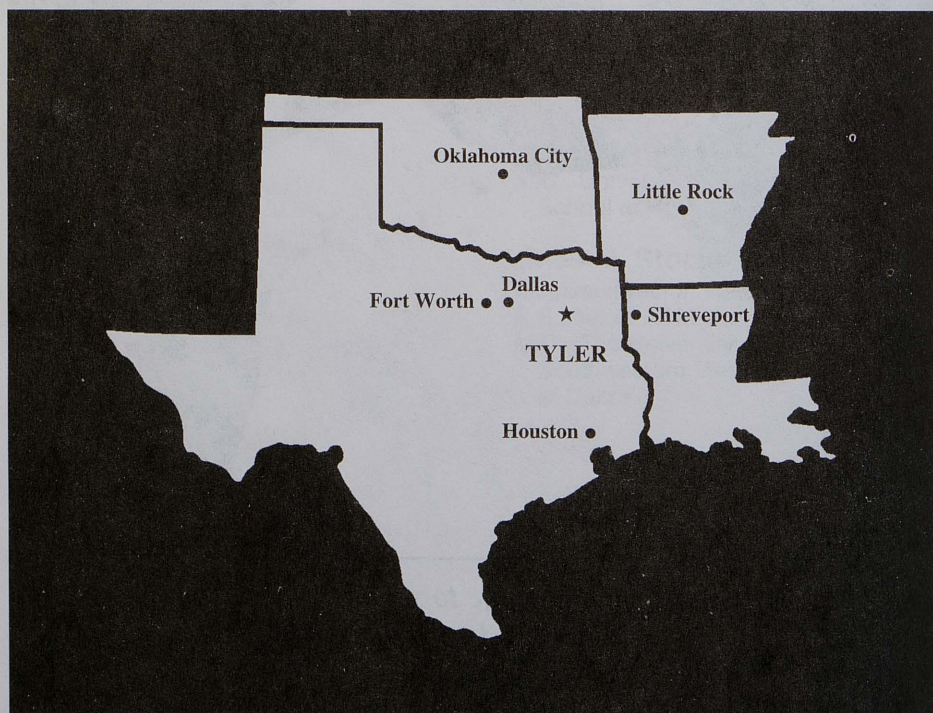 Oklahoma City
Little Rock
Dallas
Fort Worth
Shreveport
TYLER
Houston